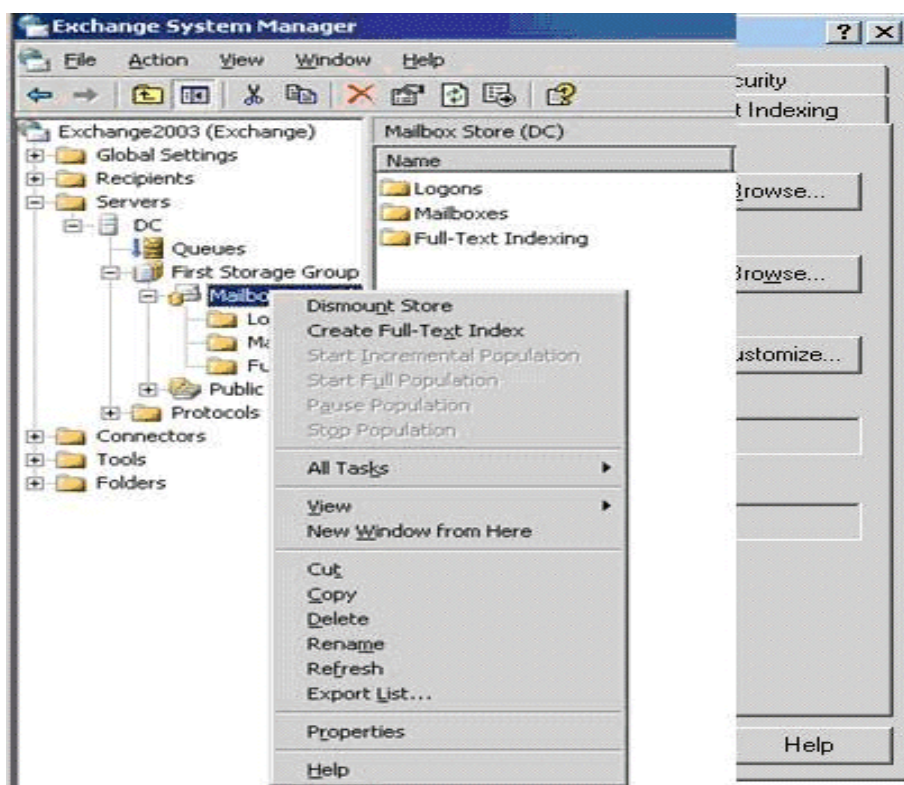 Exchange System Manager
File Action View Window Help
Exchange2003 (Exchange)
Global Settings
Recipients
Servers
DC
Queues
First Storage Group
Mailbo
Lo
Ma
Fu
Public
Protocols
Connectors
Tools
Folders
Mailbox Store (DC)
Name
Logons
Mailboxes
Full-Text Indexing
Dismount Store
Create Full-Text Index
Start Incremental Population
Start Full Population
Pause Population
Stop Population
All Tasks
View
New Window from Here
Cut
Copy
Delete
Rename
Refresh
Export List...
Properties
Help
curity
t Indexing
Browse...
Browse...
ustomize...
Help